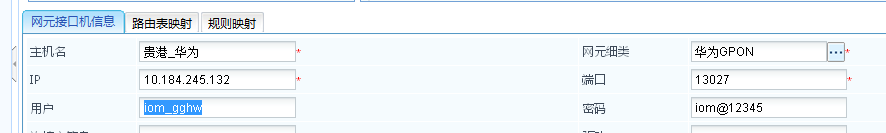 网元接口机信息 路由表映射 规则映射
主机名 贵港_华为 * 网元细类 华为GPON ... *
IP 10.184.245.132 * 端口 13027 *
用户 iom_gghw 密码 iom@12345